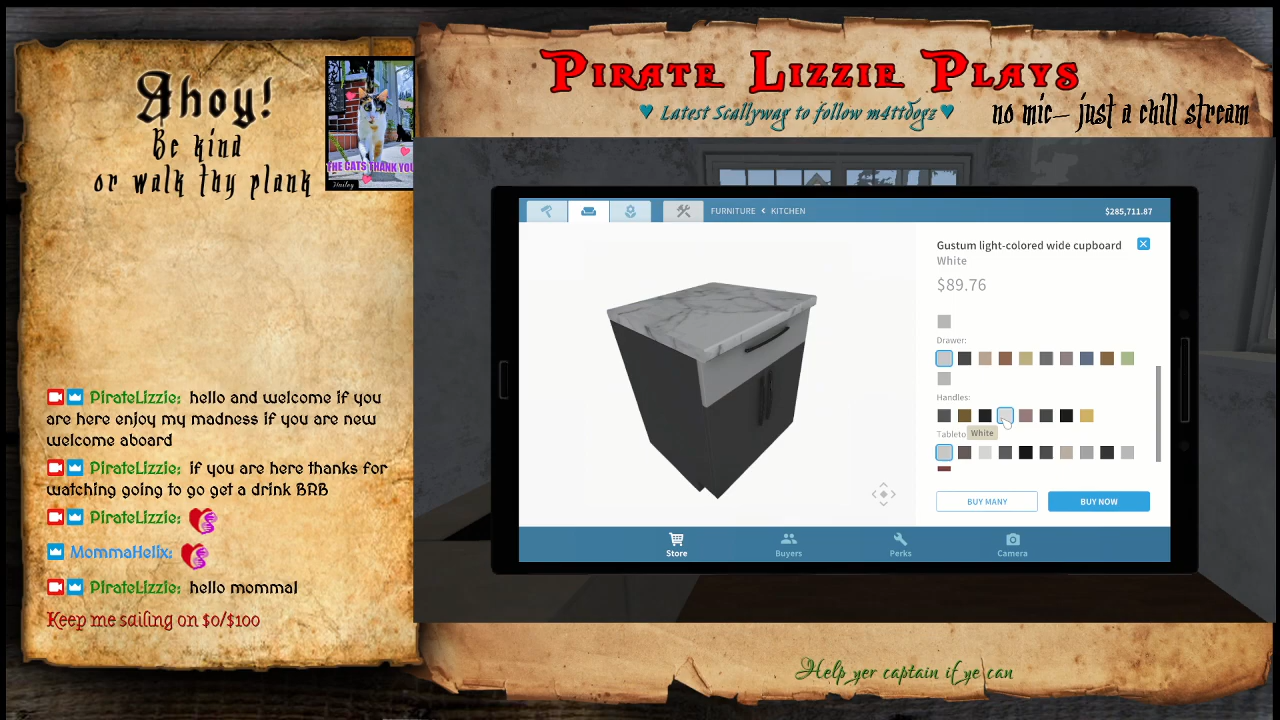 Ahoy!
Be kind
or walk thy plank
THE CATS THANK YOU
Hailey
PirateLizzie: hello and welcome if you
are here enjoy my madness if you are new
welcome aboard
PirateLizzie: if you are here thanks for
watching going to go get a drink BRB
PirateLizzie:
MommaHelix:
PirateLizzie: hello momma!
Keep me sailing on $0/$100
Pirate Lizzie Plays
Latest Scallywag to follow m4ttdogz
no mic- just a chill stream
FURNITURE < KITCHEN
$285,711.87
Gustum light-colored wide cupboard
White
$89.76
Drawer:
Handles:
Tableto
White
BUY MANY
BUY NOW
Store
Buyers
Perks
Camera
Help yer captain if ye can